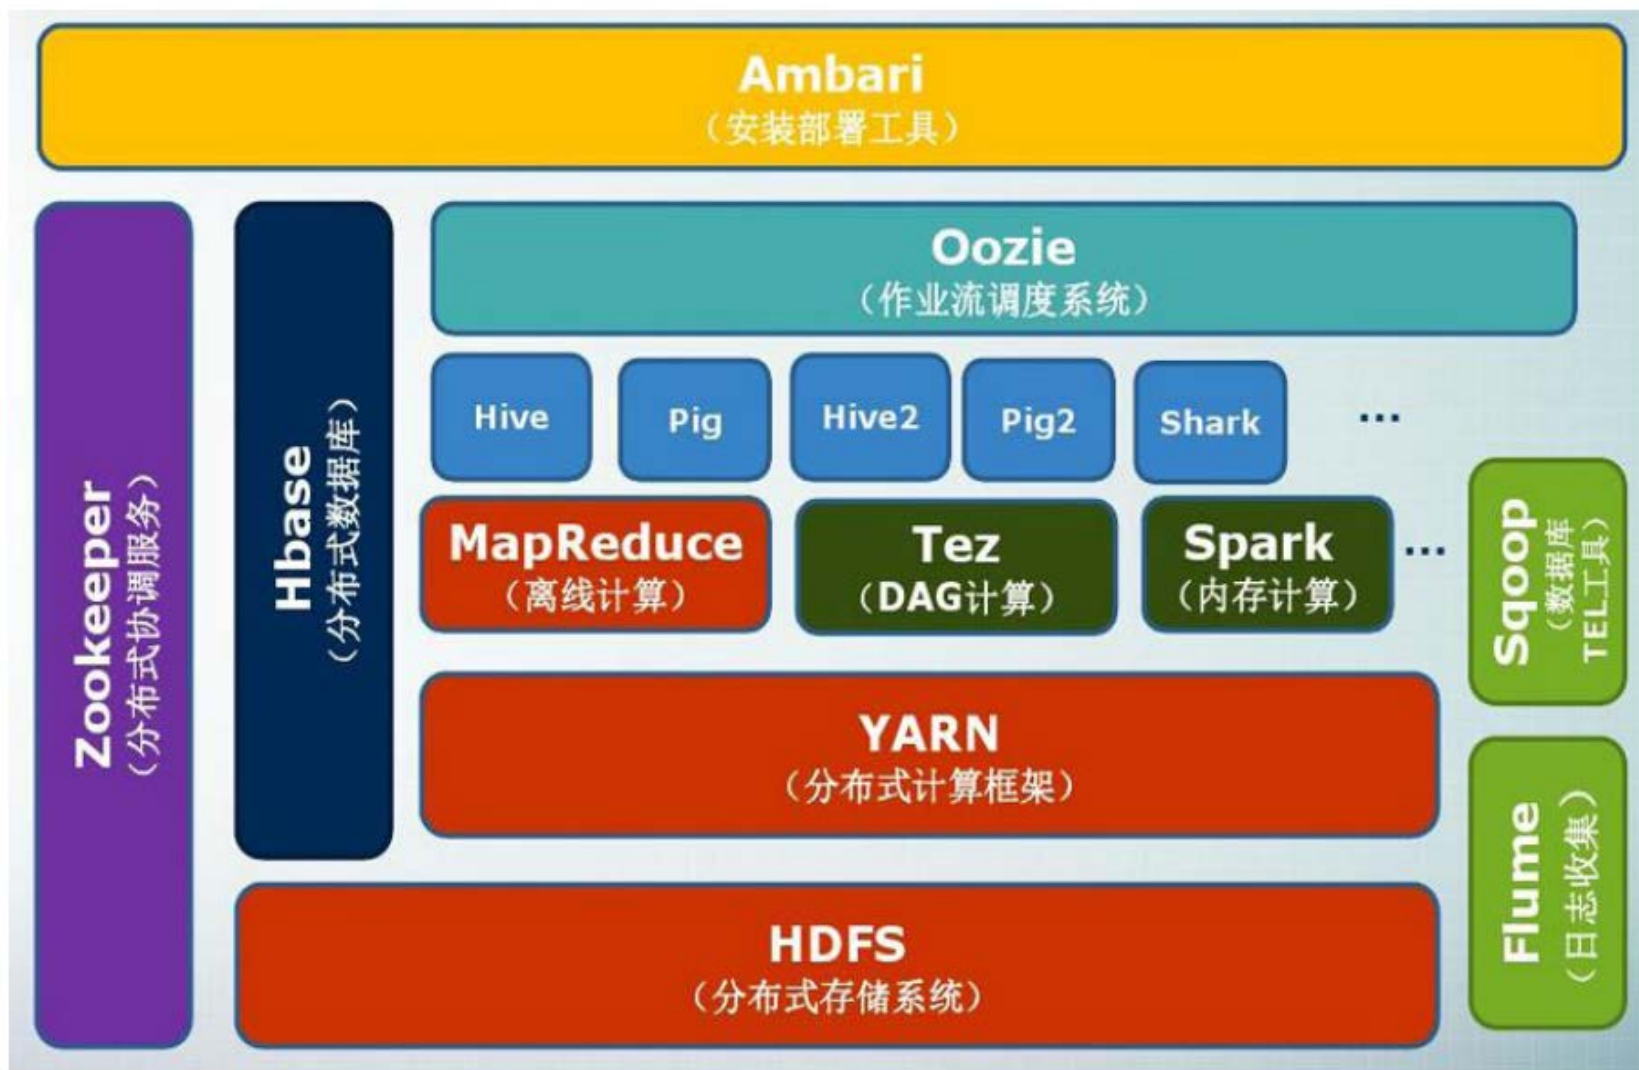 Ambari
（安装部署工具）
Zookeeper
（分布式协调服务）
Hbase
（分布式数据库）
Oozie
（作业流调度系统）
Hive
Pig
Hive2
Pig2
Shark
...
MapReduce
（离线计算）
Tez
（DAG计算）
Spark
（内存计算）
...
Sqoop
（数据库
TEL工具）
YARN
（分布式计算框架）
Flume
（日志收集）
HDFS
（分布式存储系统）